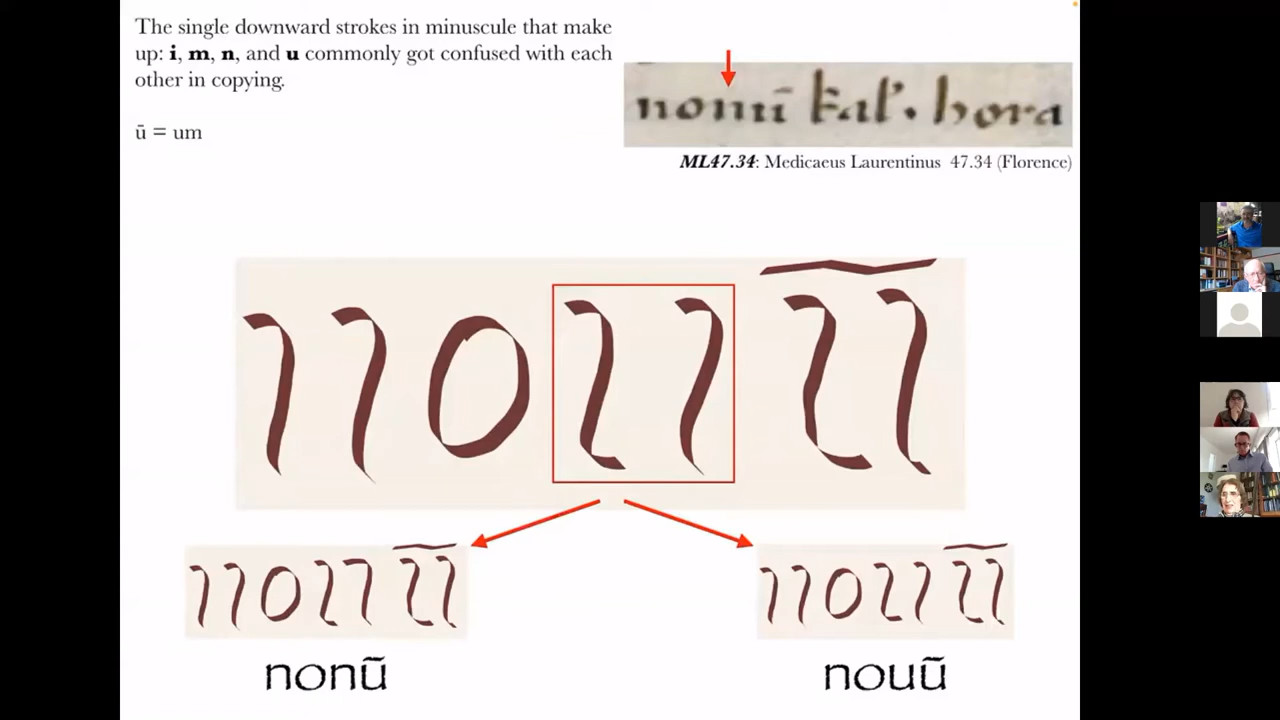 The single downward strokes in minuscule that make
up: i, m, n, and u commonly got confused with each
other in copying.
ū = um
nonuī kal. hora
ML47.34: Medicaeus Laurentinus 47.34 (Florence)
nonū
nouū